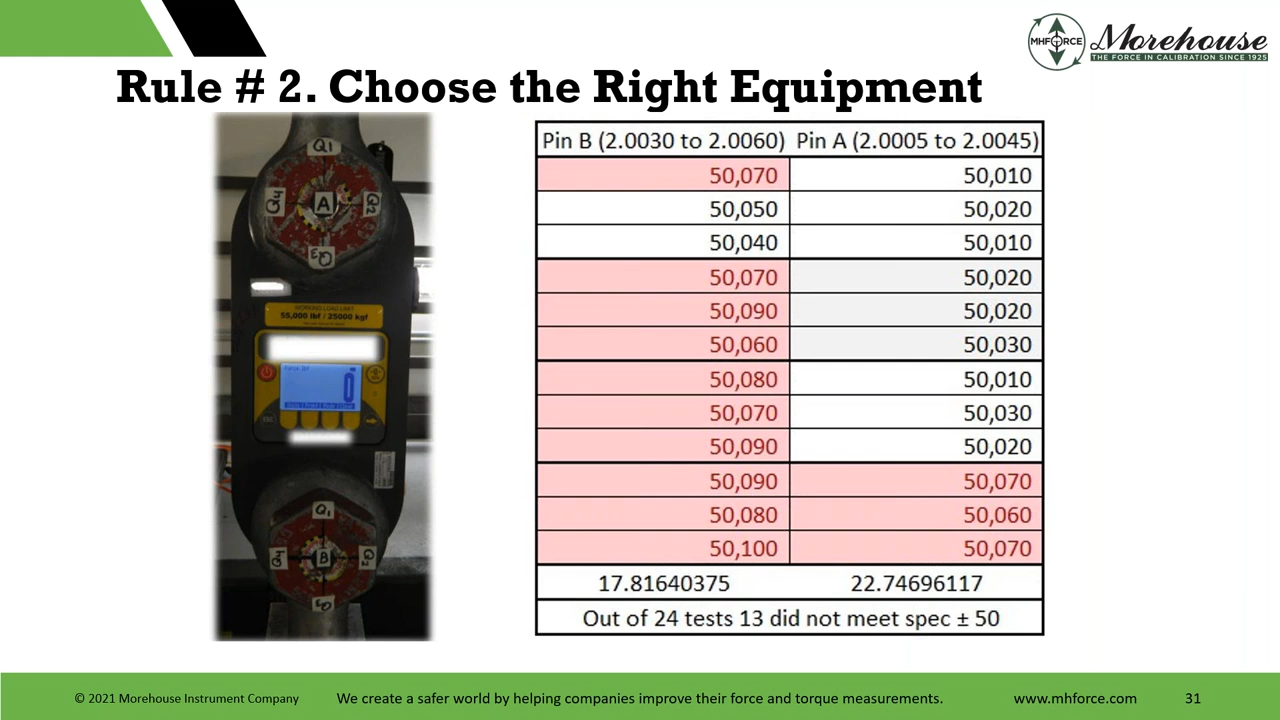 MHFORCE
Morehouse
THE FORCE IN CALIBRATION SINCE 1925
Rule # 2. Choose the Right Equipment
Q1
Q4 A Q2
Q3
WORKING LOAD LIMIT
55,000 lbf / 25000 kgf
Force lbf
0
ESC
Q1
Q4 B Q2
Q3
Pin B (2.0030 to 2.0060) Pin A (2.0005 to 2.0045)
50,070 50,010
50,050 50,020
50,040 50,010
50,070 50,020
50,090 50,020
50,060 50,030
50,080 50,010
50,070 50,030
50,090 50,020
50,090 50,070
50,080 50,060
50,100 50,070
17.81640375 22.74696117
Out of 24 tests 13 did not meet spec ± 50
© 2021 Morehouse Instrument Company We create a safer world by helping companies improve their force and torque measurements. www.mhforce.com 31